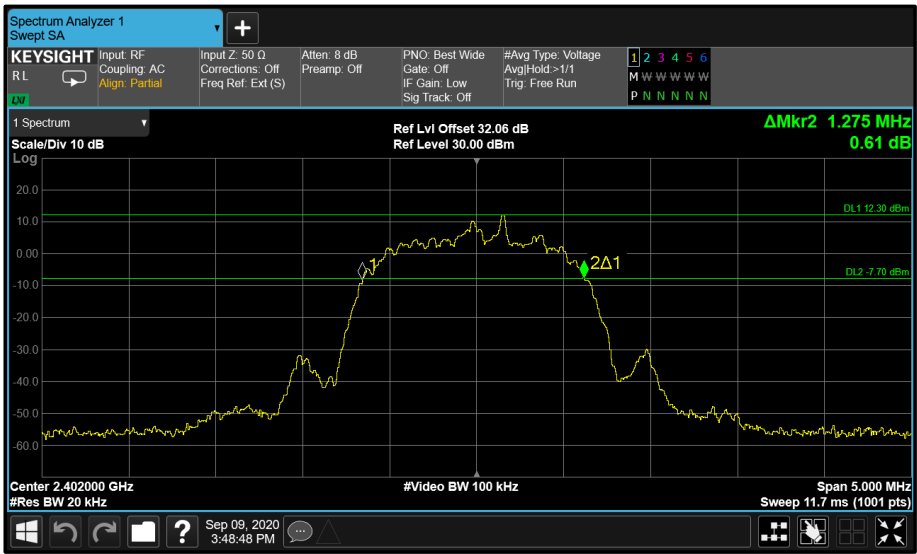 Spectrum Analyzer 1
Swept SA
KEYSIGHT
R L
LXI
Input: RF
Coupling: AC
Align: Partial
Input Z: 50 Ω
Corrections: Off
Freq Ref: Ext (S)
Atten: 8 dB
Preamp: Off
PNO: Best Wide
Gate: Off
IF Gain: Low
Sig Track: Off
#Avg Type: Voltage
Avg|Hold:>1/1
Trig: Free Run
1 2 3 4 5 6
M W W W W W
P N N N N N
1 Spectrum
Scale/Div 10 dB
Log
Ref Lvl Offset 32.06 dB
Ref Level 30.00 dBm
ΔMkr2 1.275 MHz
0.61 dB
20.0
DL1 12.30 dBm
10.0
0.00
1
2Δ1
DL2 -7.70 dBm
-10.0
-20.0
-30.0
-40.0
-50.0
-60.0
Center 2.402000 GHz
#Video BW 100 kHz
Span 5.000 MHz
#Res BW 20 kHz
Sweep 11.7 ms (1001 pts)
?
Sep 09, 2020
3:48:48 PM